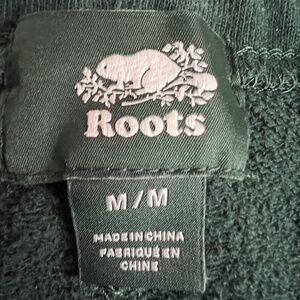 Roots
M/M
MADE IN CHINA
FABRIQUÉ EN
CHINE